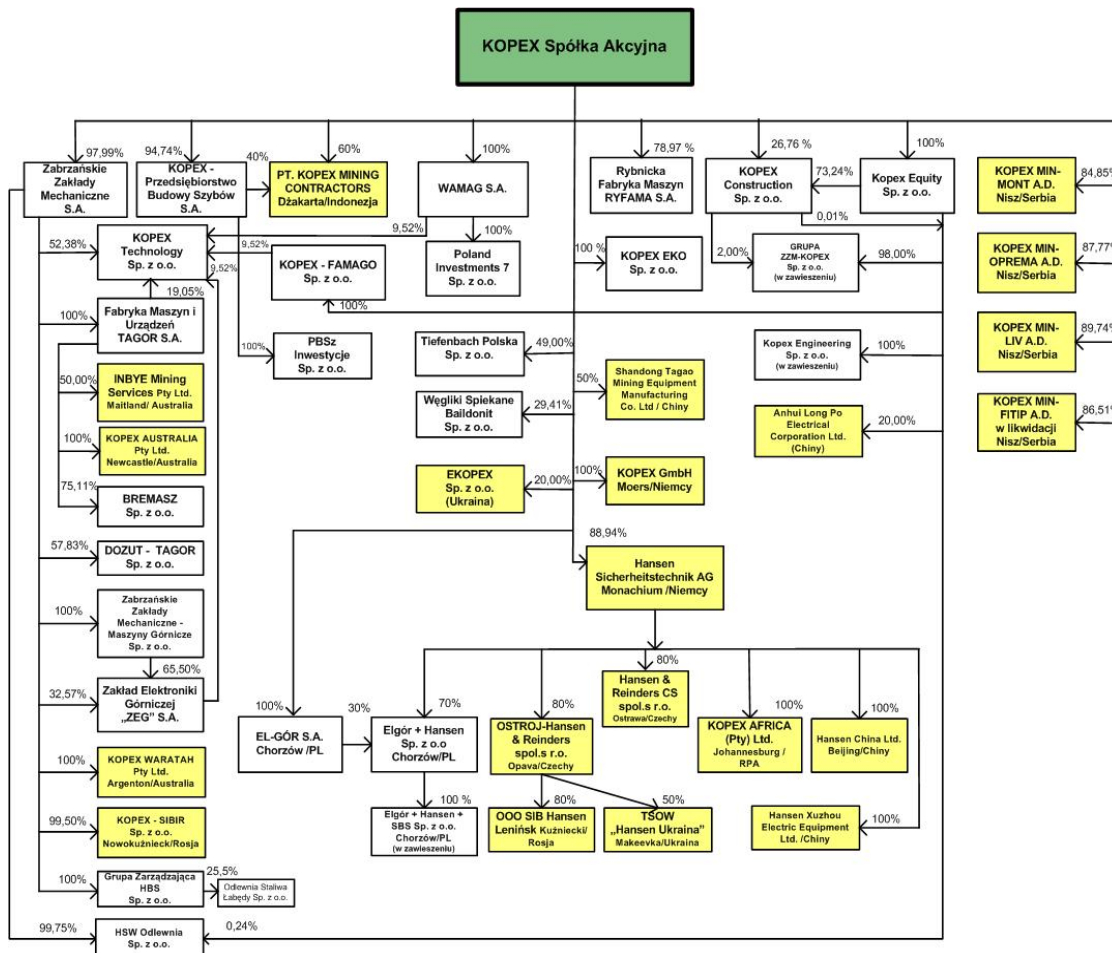 KOPEX Spółka Akcyjna
97,99%
94,74%
40%
60%
100%
78,97 %
26,76 %
100%
73,24%
0,01%
84,85%
Zabrzańskie
Zakłady
Mechaniczne
S.A.
KOPEX -
Przedsiębiorstwo
Budowy Szybów
S.A.
PT. KOPEX MINING
CONTRACTORS
Dżakarta/Indonezja
WAMAG S.A.
Rybnicka
Fabryka Maszyn
RYFAMA S.A.
KOPEX
Construction
Sp. z o.o.
Kopex Equity
Sp. z o.o.
KOPEX MIN-
MONT A.D.
Nisz/Serbia
52,38%
KOPEX
Technology
Sp. z o.o.
9,52%
9,52%
9,52%
19,05%
KOPEX - FAMAGO
Sp. z o.o.
100%
Poland
Investments 7
Sp. z o.o.
100 %
KOPEX EKO
Sp. z o.o.
2,00%
GRUPA
ZZM-KOPEX
Sp. z o.o.
(w zawieszeniu)
98,00%
100%
KOPEX MIN-
OPREMA A.D.
Nisz/Serbia
87,77%
100%
Fabryka Maszyn i
Urządzeń
TAGOR S.A.
100%
PBSz
Inwestycje
Sp. z o.o.
Tiefenbach Polska
Sp. z o.o.
49,00%
Kopex Engineering
Sp. z o.o.
(w zawieszeniu)
100%
KOPEX MIN-
LIV A.D.
Nisz/Serbia
89,74%
50,00%
INBYE Mining
Services Pty Ltd.
Maitland/ Australia
Węgliki Spiekane
Baildonit
Sp. z o.o.
29,41%
50%
Shandong Tagao
Mining Equipment
Manufacturing
Co. Ltd / Chiny
Anhui Long Po
Electrical
Corporation Ltd.
(Chiny)
20,00%
KOPEX MIN-
FITIP A.D.
w likwidacji
Nisz/Serbia
86,51%
100%
KOPEX AUSTRALIA
Pty Ltd.
Newcastle/Australia
75,11%
BREMASZ
Sp. z o.o.
EKOPEX
Sp. z o.o.
(Ukraina)
20,00%
100%
KOPEX GmbH
Moers/Niemcy
57,83%
DOZUT - TAGOR
Sp. z o.o.
88,94%
Hansen
Sicherheitstechnik AG
Monachium /Niemcy
100%
Zabrzańskie
Zakłady
Mechaniczne -
Maszyny Górnicze
Sp. z o.o.
65,50%
32,57%
Zakład Elektroniki
Górniczej
„ZEG” S.A.
100%
EL-GÓR S.A.
Chorzów /PL
30%
70%
Elgór + Hansen
Sp. z o.o
Chorzów/PL
80%
OSTROJ-Hansen
& Reinders
spol.s r.o.
Opava/Czechy
80%
Hansen &
Reinders CS
spol.s r.o.
Ostrawa/Czechy
100%
KOPEX AFRICA
(Pty) Ltd.
Johannesburg /
RPA
100%
Hansen China Ltd.
Beijing/Chiny
100%
KOPEX WARATAH
Pty Ltd.
Argenton/Australia
99,50%
KOPEX - SIBIR
Sp. z o.o.
Nowokuźnieck/Rosja
100 %
Elgór + Hansen +
SBS Sp. z o.o.
Chorzów/PL
(w zawieszeniu)
80%
OOO SIB Hansen
Lenińsk Kuźniecki/
Rosja
50%
TSOW
„Hansen Ukraina”
Makeevka/Ukraina
Hansen Xuzhou
Electric Equipment
Ltd. /Chiny
100%
100%
Grupa Zarządzająca
HBS
Sp. z o.o.
25,5%
Odlewnia Staliwa
Łabędy Sp. z o.o.
99,75%
HSW Odlewnia
Sp. z o.o.
0,24%